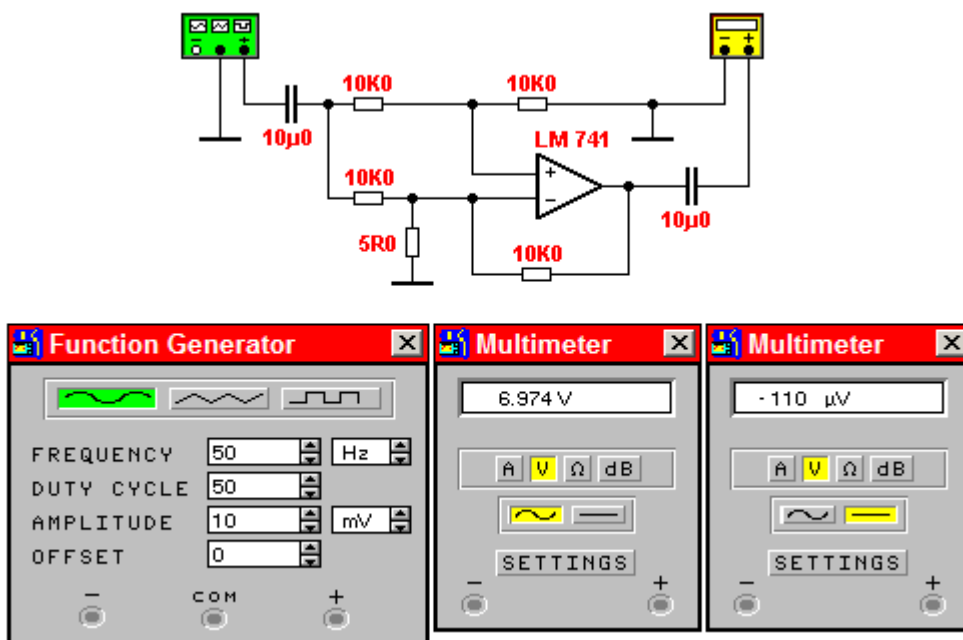 10K0 10K0
10µ0
LM 741
10K0
10µ0
5R0
10K0
+
−
− +
− +
Function Generator
FREQUENCY 50 Hz
DUTY CYCLE 50
AMPLITUDE 10 mV
OFFSET 0
− COM +
Multimeter
6.974 V
A V Ω dB
SETTINGS
− +
Multimeter
-110 µV
A V Ω dB
SETTINGS
− +